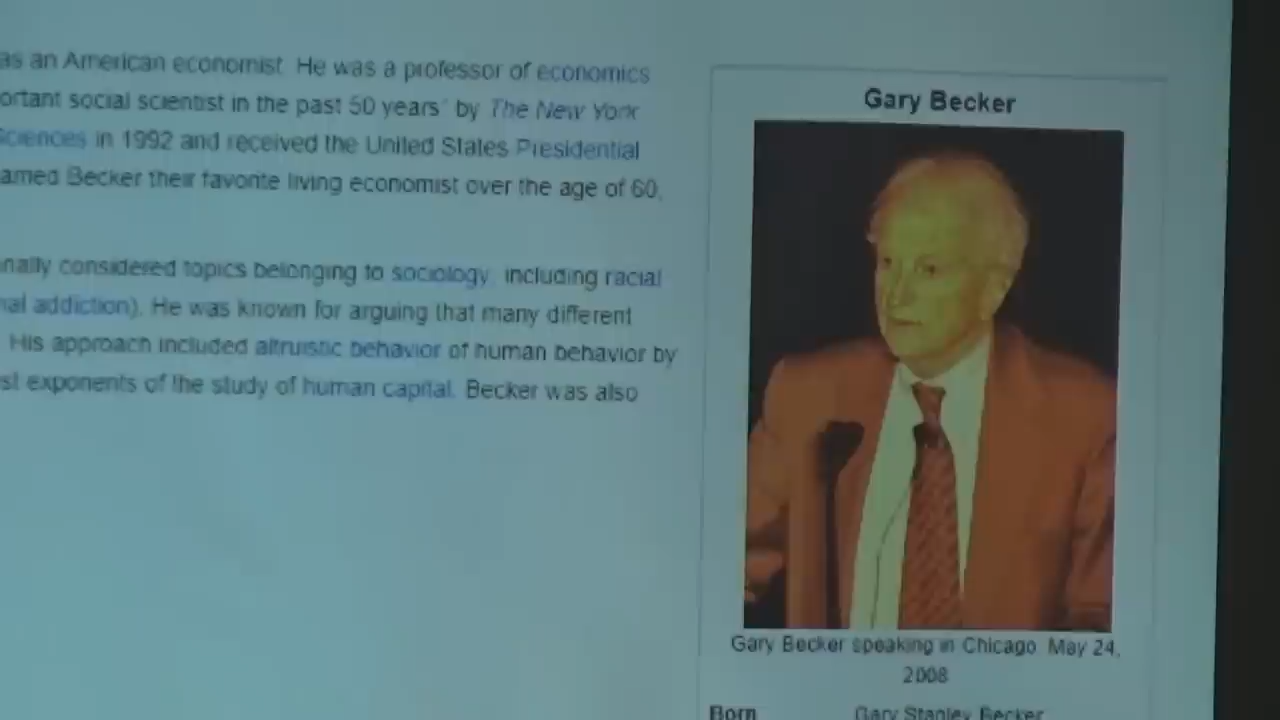 as an American economist. He was a professor of economics
ortant social scientist in the past 50 years" by The New York
Sciences in 1992 and received the United States Presidential
amed Becker their favorite living economist over the age of 60,
nally considered topics belonging to sociology, including racial
nal addiction). He was known for arguing that many different
His approach included altruistic behavior of human behavior by
st exponents of the study of human capital. Becker was also
Gary Becker
Gary Becker speaking in Chicago, May 24,
2008
Born Gary Stanley Becker